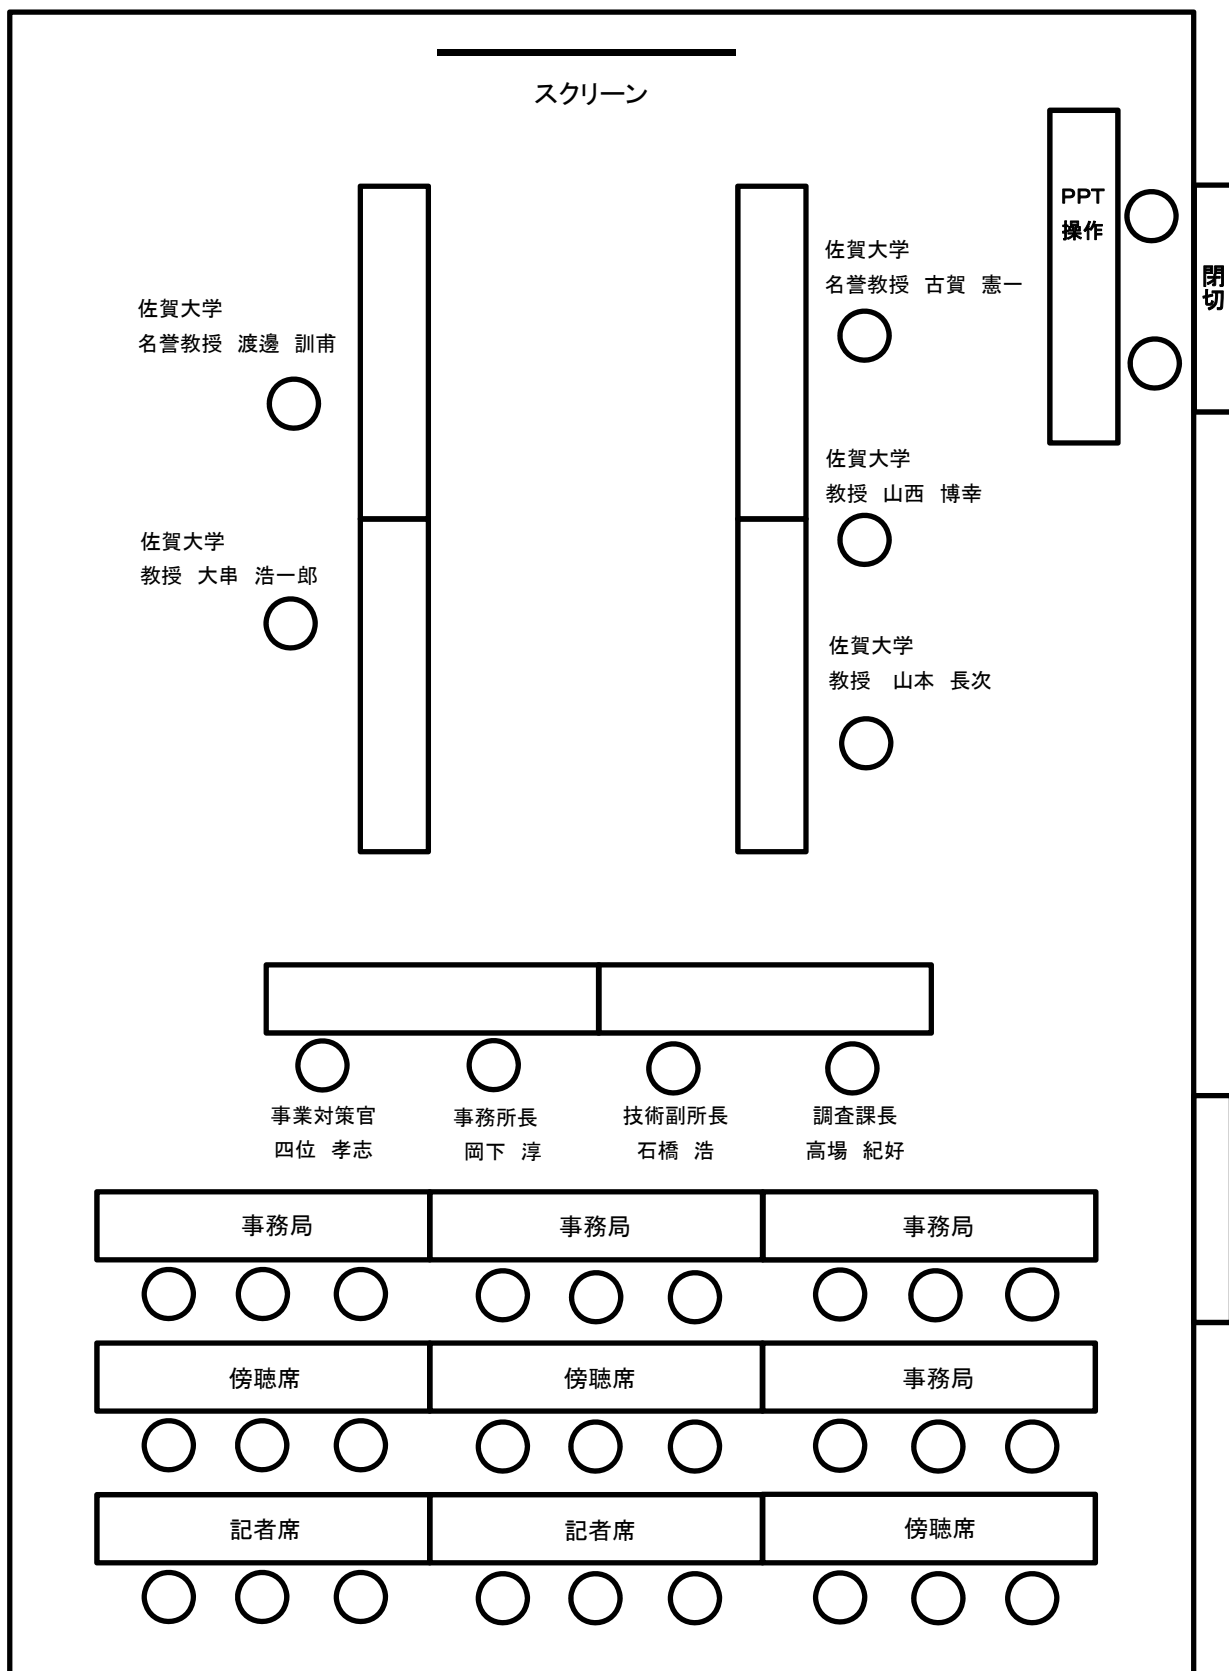 スクリーン
PPT
操作
閉切
佐賀大学
名誉教授 古賀 憲一
佐賀大学
名誉教授 渡邊 訓甫
佐賀大学
教授 山西 博幸
佐賀大学
教授 大串 浩一郎
佐賀大学
教授 山本 長次
事業対策官
四位 孝志
事務所長
岡下 淳
技術副所長
石橋 浩
調査課長
高場 紀好
事務局 事務局 事務局
傍聴席 傍聴席 事務局
記者席 記者席 傍聴席